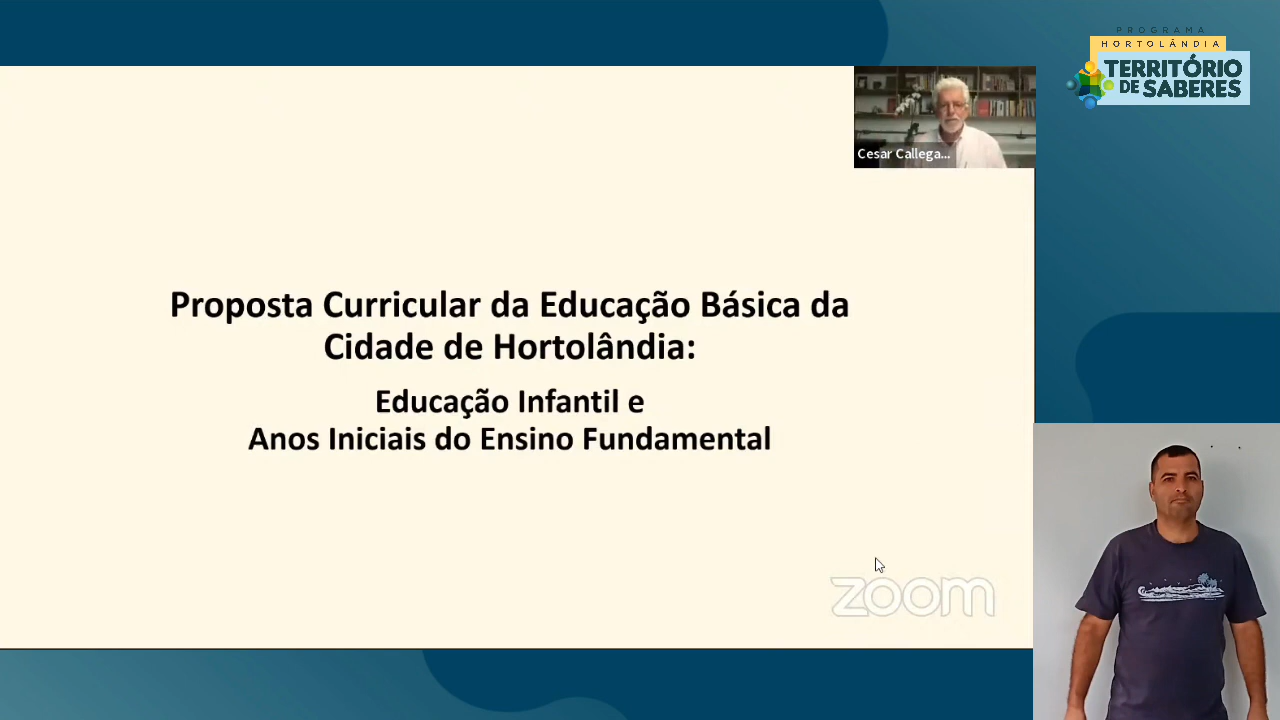 PROGRAMA
HORTOLÂNDIA
TERRITÓRIO
DE SABERES
Cesar Callega...
Proposta Curricular da Educação Básica da
Cidade de Hortolândia:
Educação Infantil e
Anos Iniciais do Ensino Fundamental
zoom